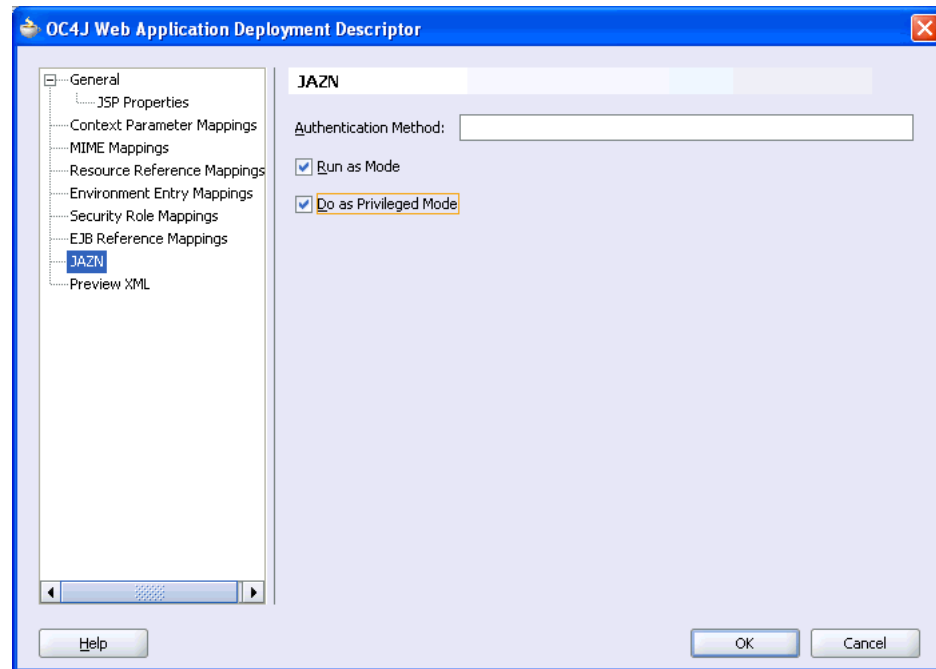 OC4J Web Application Deployment Descriptor
General
JSP Properties
Context Parameter Mappings
MIME Mappings
Resource Reference Mappings
Environment Entry Mappings
Security Role Mappings
EJB Reference Mappings
JAZN
Preview XML
JAZN
Authentication Method:
Run as Mode
Do as Privileged Mode
Help
OK
Cancel